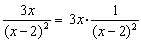 3x/(x−2)² = 3x·1/(x−2)²